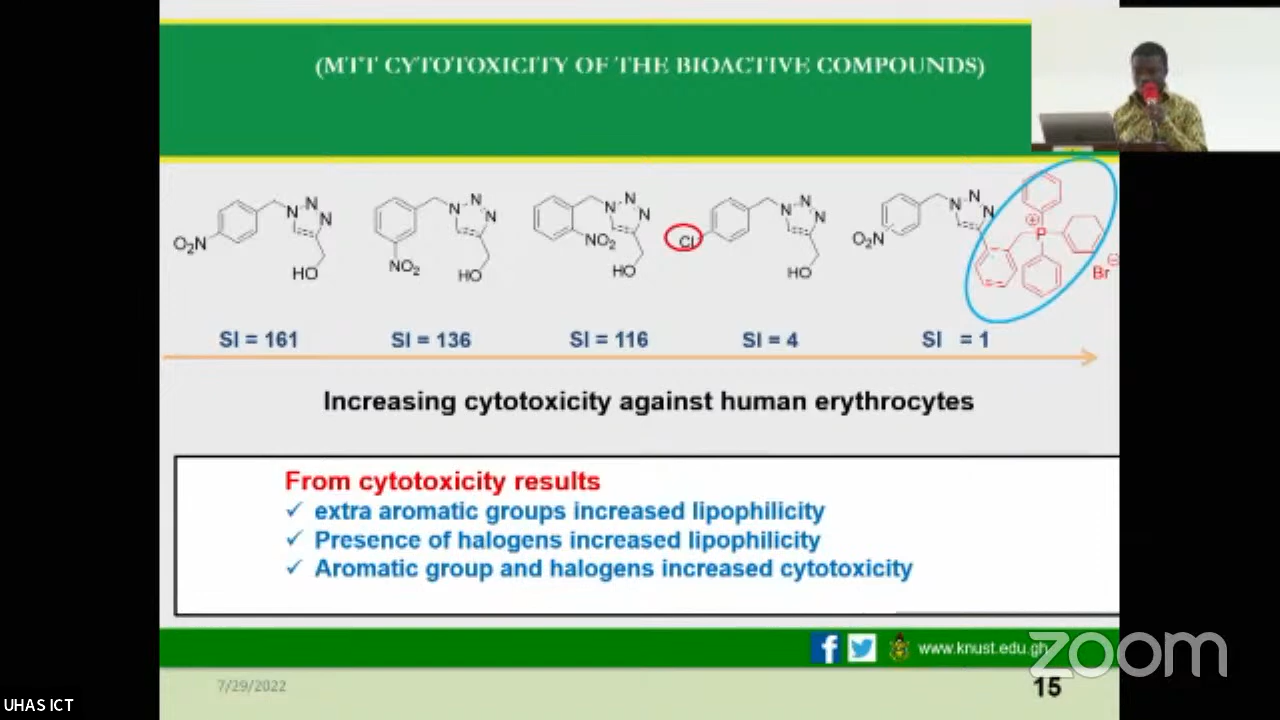 (MTT CYTOTOXICITY OF THE BIOACTIVE COMPOUNDS)
O₂N N N N HO
NO₂ N N N HO
NO₂ N N N HO
Cl N N N HO
O₂N N N N P ⊕ Br ⊖
SI = 161 SI = 136 SI = 116 SI = 4 SI = 1
Increasing cytotoxicity against human erythrocytes
From cytotoxicity results
✓ extra aromatic groups increased lipophilicity
✓ Presence of halogens increased lipophilicity
✓ Aromatic group and halogens increased cytotoxicity
www.knust.edu.gh
zoom
7/29/2022
15
UHAS ICT